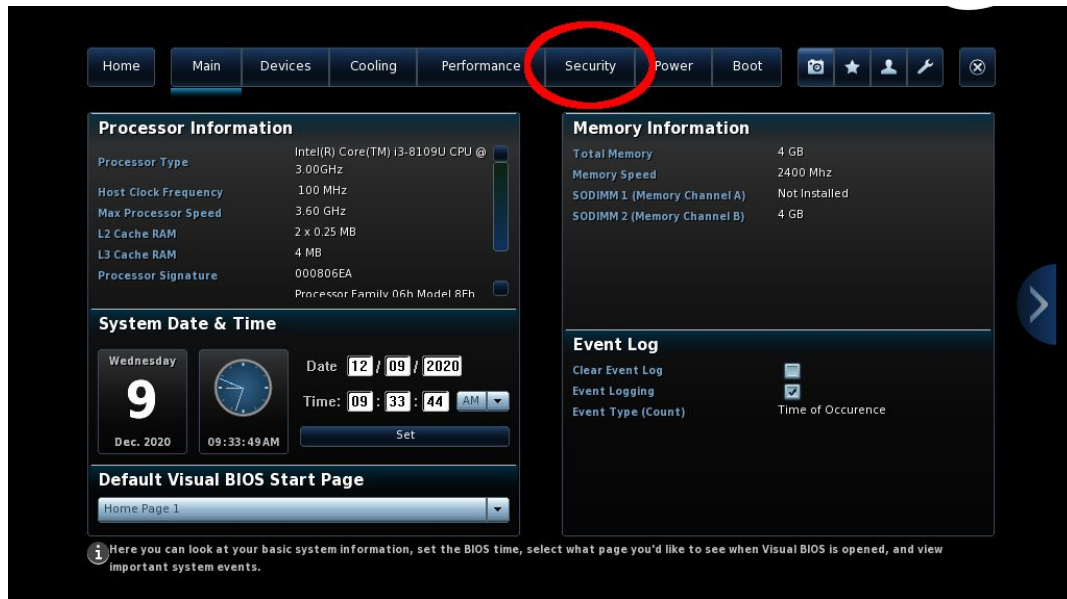 Home Main Devices Cooling Performance Security Power Boot
Processor Information
Processor Type Intel(R) Core(TM) i3-8109U CPU @
3.00GHz
Host Clock Frequency 100 MHz
Max Processor Speed 3.60 GHz
L2 Cache RAM 2 x 0.25 MB
L3 Cache RAM 4 MB
Processor Signature 000806EA
Processor Family 06h Model 8Eh
System Date & Time
Wednesday
9
Dec. 2020
09:33:49AM
Date 12 / 09 / 2020
Time: 09 : 33 : 44 AM
Set
Default Visual BIOS Start Page
Home Page 1
Memory Information
Total Memory 4 GB
Memory Speed 2400 Mhz
SODIMM 1 (Memory Channel A) Not Installed
SODIMM 2 (Memory Channel B) 4 GB
Event Log
Clear Event Log
Event Logging
Event Type (Count) Time of Occurence
Here you can look at your basic system information, set the BIOS time, select what page you'd like to see when Visual BIOS is opened, and view
important system events.